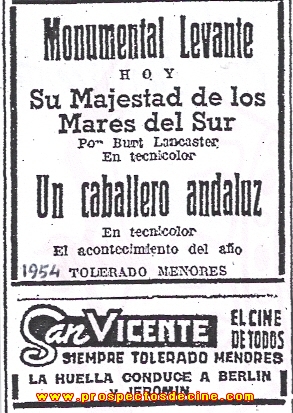 Monumental Levante
HOY
Su Majestad de los
Mares del Sur
Por Burt Lancaster
En tecnicolor
Un caballero andaluz
En tecnicolor
El acontecimiento del año
1954 TOLERADO MENORES
San VICENTE EL CINE
DE TODOS
SIEMPRE TOLERADO MENORES
LA HUELLA CONDUCE A BERLIN
y JEROMIN
www.prospectosdecine.com